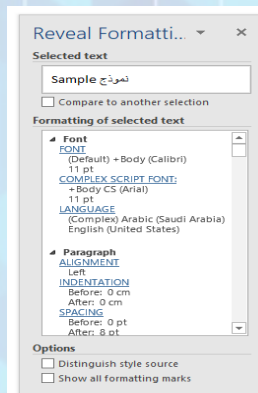 Reveal Formatti...
Selected text
Sample نموذج
Compare to another selection
Formatting of selected text
Font
FONT
(Default) +Body (Calibri)
11 pt
COMPLEX SCRIPT FONT:
+Body CS (Arial)
11 pt
LANGUAGE
(Complex) Arabic (Saudi Arabia)
English (United States)
Paragraph
ALIGNMENT
Left
INDENTATION
Before: 0 cm
After: 0 cm
SPACING
Before: 0 pt
After: 8 pt
Options
Distinguish style source
Show all formatting marks